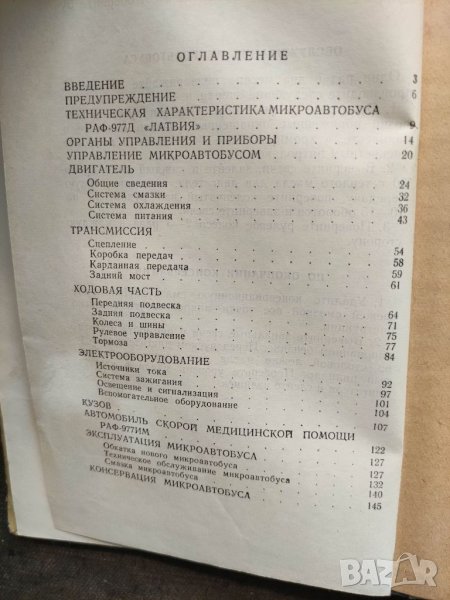 ОГЛАВЛЕНИЕ
ВВЕДЕНИЕ 3
ПРЕДУПРЕЖДЕНИЕ 6
ТЕХНИЧЕСКАЯ ХАРАКТЕРИСТИКА МИКРОАВТОБУСА
РАФ-977Д «ЛАТВИЯ» 9
ОРГАНЫ УПРАВЛЕНИЯ И ПРИБОРЫ 14
УПРАВЛЕНИЕ МИКРОАВТОБУСОМ 20
ДВИГАТЕЛЬ
Общие сведения 24
Система смазки 32
Система охлаждения 36
Система питания 43
ТРАНСМИССИЯ
Сцепление 54
Коробка передач 58
Карданная передача 59
Задний мост 61
ХОДОВАЯ ЧАСТЬ
Передняя подвеска 64
Задняя подвеска 71
Колеса и шины 75
Рулевое управление 77
Тормоза 84
ЭЛЕКТРООБОРУДОВАНИЕ
Источники тока 92
Система зажигания 97
Освещение и сигнализация 101
Вспомогательное оборудование 104
КУЗОВ 107
АВТОМОБИЛЬ СКОРОЙ МЕДИЦИНСКОЙ ПОМОЩИ
РАФ-977ИМ 122
ЭКСПЛУАТАЦИЯ МИКРОАВТОБУСА 127
Обкатка нового микроавтобуса 127
Техническое обслуживание микроавтобуса 132
Смазка микроавтобуса 140
КОНСЕРВАЦИЯ МИКРОАВТОБУСА 145
BAZAR